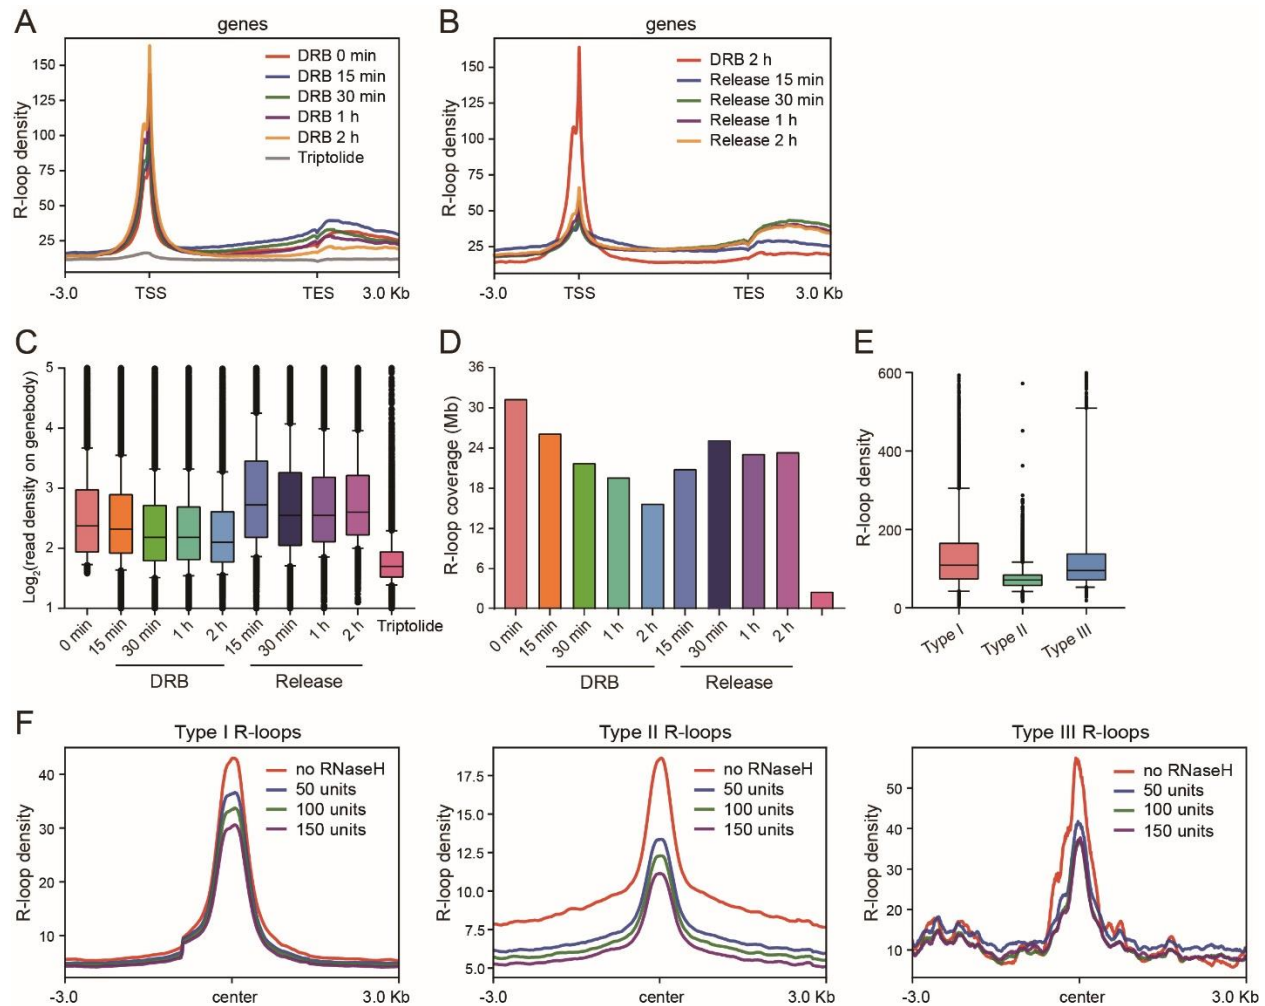 A
genes
R-loop density
150
125
100
75
50
25
DRB 0 min
DRB 15 min
DRB 30 min
DRB 1 h
DRB 2 h
Triptolide
-3.0 TSS TES 3.0 Kb
B
genes
R-loop density
150
125
100
75
50
25
DRB 2 h
Release 15 min
Release 30 min
Release 1 h
Release 2 h
-3.0 TSS TES 3.0 Kb
C
Log2(read density on genebody)
5
4
3
2
1
0 min 15 min 30 min 1 h 2 h 15 min 30 min 1 h 2 h Triptolide
DRB Release
D
R-loop coverage (Mb)
36
30
24
18
12
6
0
0 min 15 min 30 min 1 h 2 h 15 min 30 min 1 h 2 h
DRB Release
E
R-loop density
600
400
200
0
Type I Type II Type III
F
Type I R-loops
R-loop density
40
30
20
10
no RNaseH
50 units
100 units
150 units
-3.0 center 3.0 Kb
Type II R-loops
R-loop density
17.5
15.0
12.5
10.0
7.5
5.0
no RNaseH
50 units
100 units
150 units
-3.0 center 3.0 Kb
Type III R-loops
R-loop density
50
40
30
20
10
no RNaseH
50 units
100 units
150 units
-3.0 center 3.0 Kb